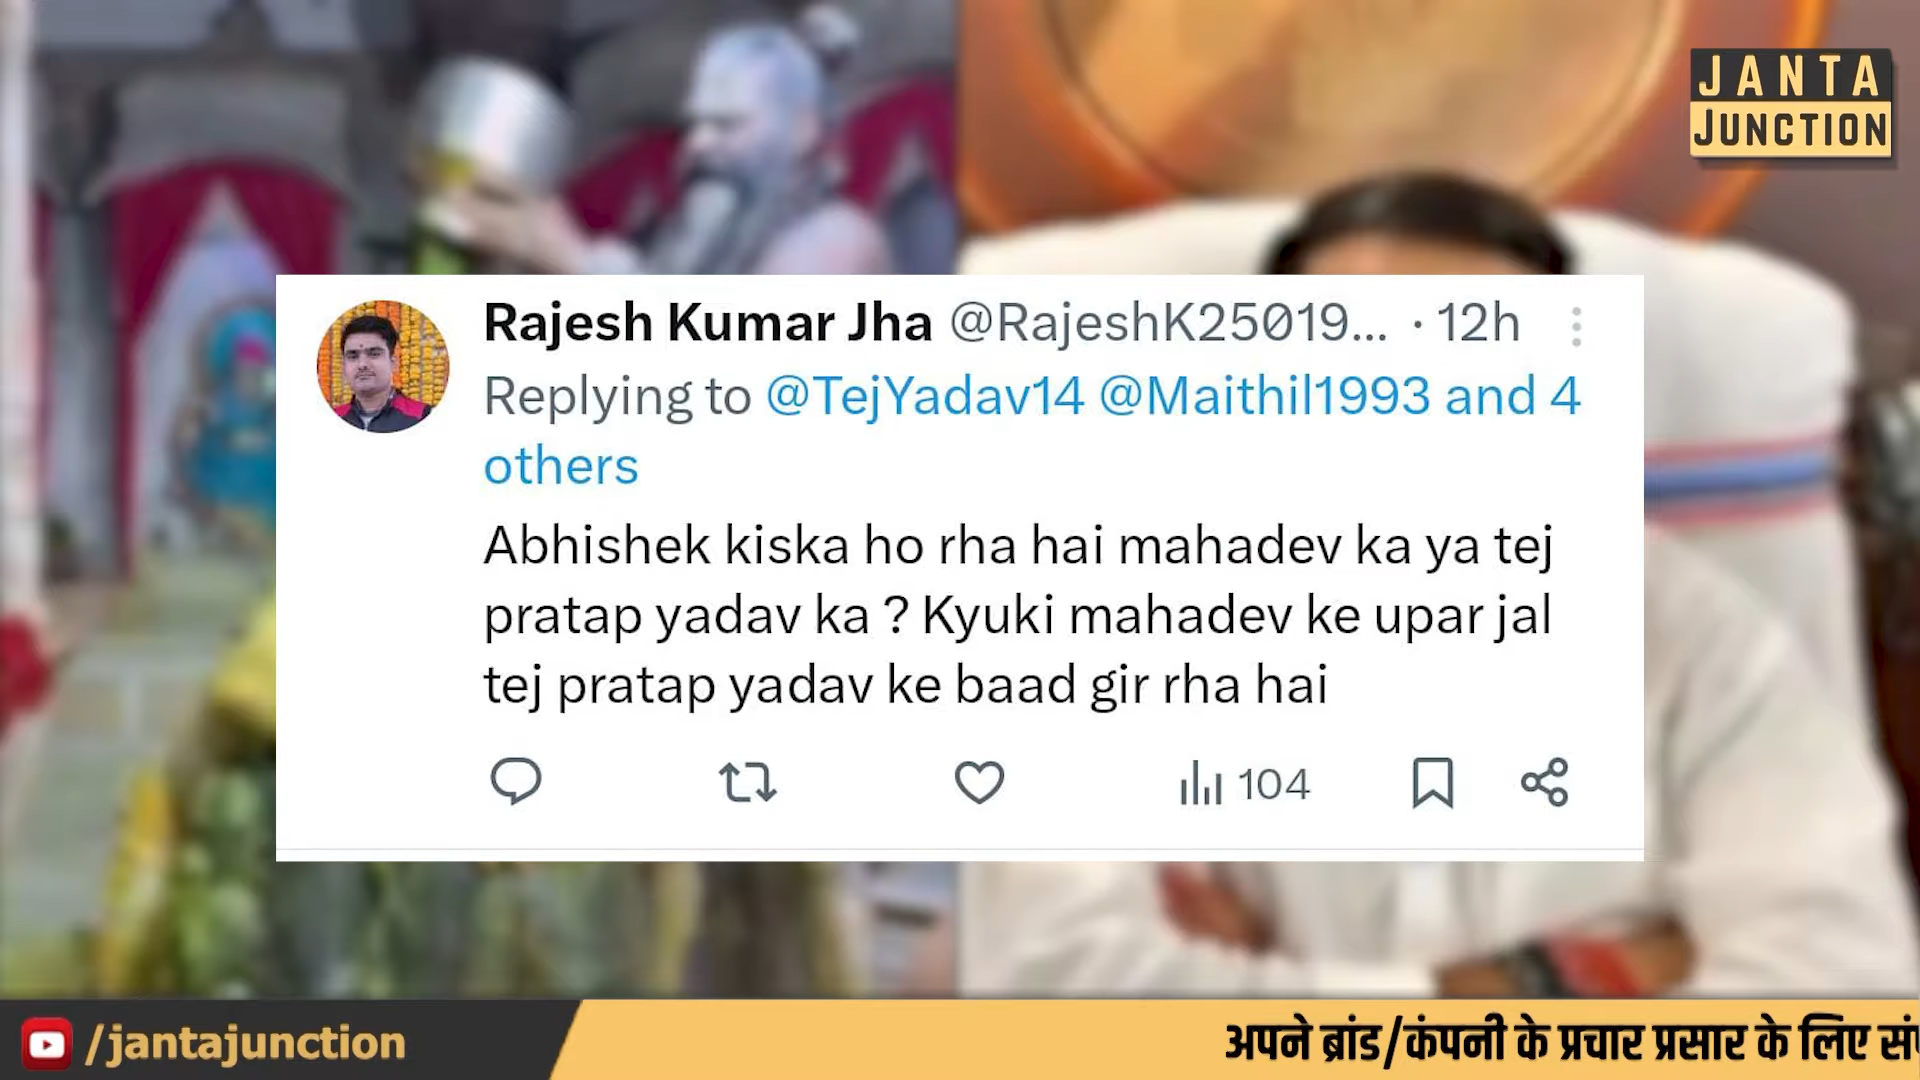 JANTA
JUNCTION
Rajesh Kumar Jha @RajeshK25019... · 12h
Replying to @TejYadav14 @Maithil1993 and 4
others
Abhishek kiska ho rha hai mahadev ka ya tej
pratap yadav ka ? Kyuki mahadev ke upar jal
tej pratap yadav ke baad gir rha hai
104
/jantajunction
अपने ब्रांड/कंपनी के प्रचार प्रसार के लिए